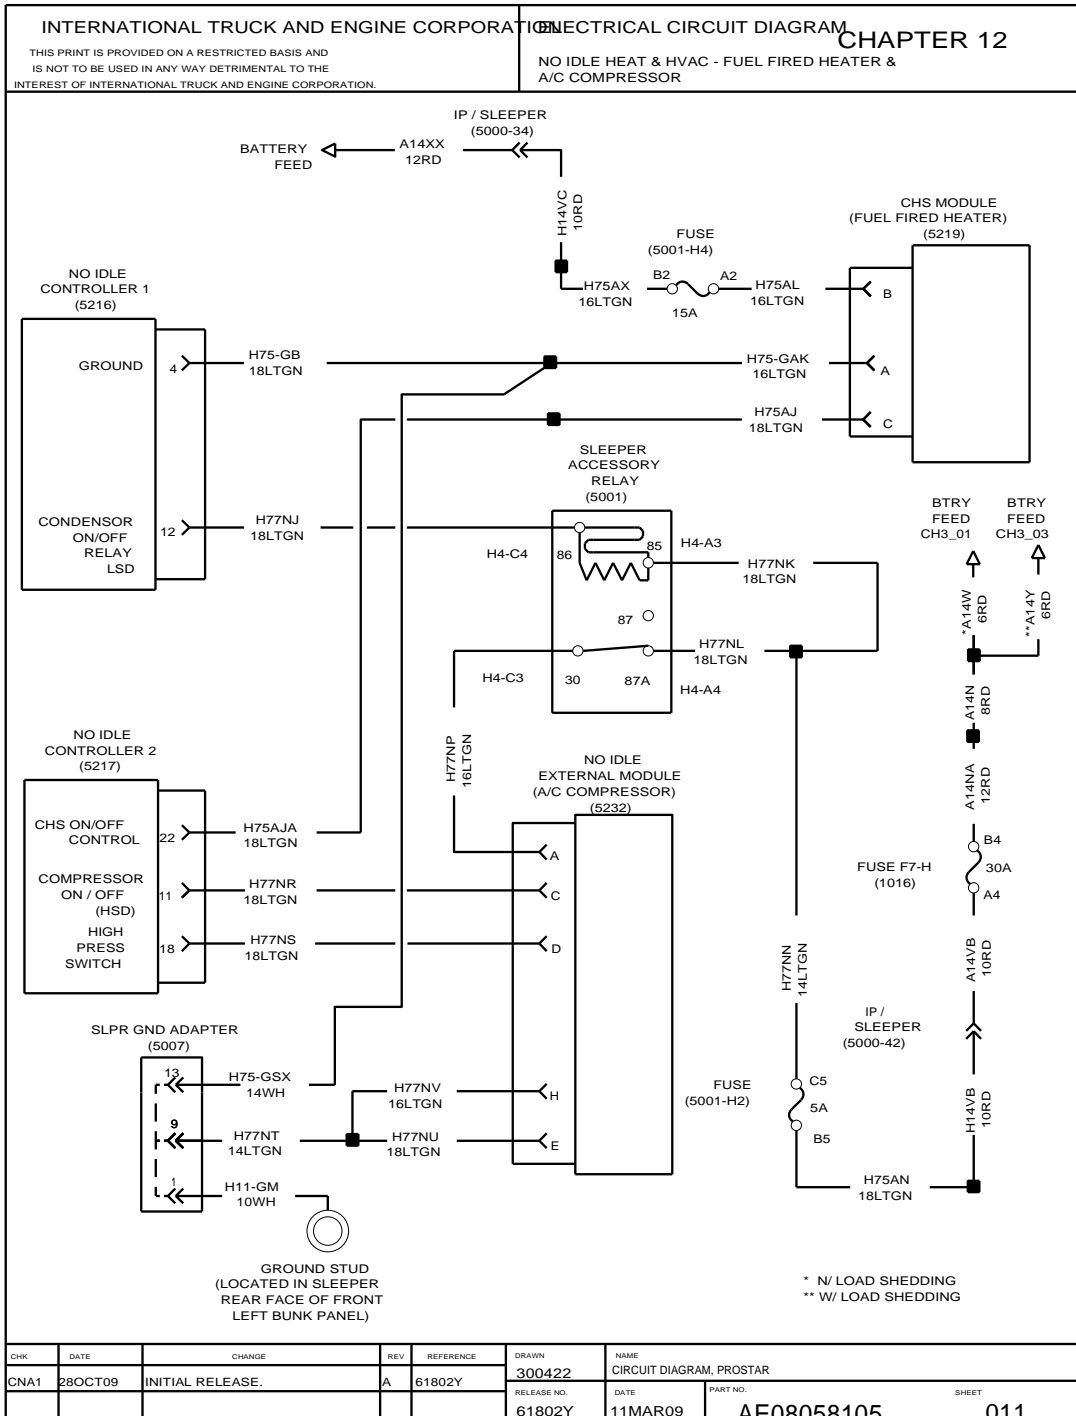 INTERNATIONAL TRUCK AND ENGINE CORPORATION
THIS PRINT IS PROVIDED ON A RESTRICTED BASIS AND
IS NOT TO BE USED IN ANY WAY DETRIMENTAL TO THE
INTEREST OF INTERNATIONAL TRUCK AND ENGINE CORPORATION.
ELECTRICAL CIRCUIT DIAGRAM
CHAPTER 12
NO IDLE HEAT & HVAC - FUEL FIRED HEATER &
A/C COMPRESSOR
IP / SLEEPER
(5000-34)
BATTERY
FEED
A14XX
12RD
H14VC
10RD
FUSE
(5001-H4)
B2
A2
15A
H75AX
16LTGN
H75AL
16LTGN
CHS MODULE
(FUEL FIRED HEATER)
(5219)
B
A
C
NO IDLE
CONTROLLER 1
(5216)
GROUND
4
H75-GB
18LTGN
H75-GAK
16LTGN
H75AJ
18LTGN
CONDENSOR
ON/OFF
RELAY
LSD
12
H77NJ
18LTGN
SLEEPER
ACCESSORY
RELAY
(5001)
H4-C4
86
85
H4-A3
H77NK
18LTGN
87
H77NL
18LTGN
H4-C3
30
87A
H4-A4
BTRY
FEED
CH3_01
BTRY
FEED
CH3_03
*A14W
6RD
**A14Y
6RD
A14N
8RD
A14NA
12RD
B4
FUSE F7-H
(1016)
30A
A4
A14VB
10RD
IP /
SLEEPER
(5000-42)
H14VB
10RD
NO IDLE
CONTROLLER 2
(5217)
CHS ON/OFF
CONTROL
22
H75AJA
18LTGN
COMPRESSOR
ON / OFF
(HSD)
11
H77NR
18LTGN
HIGH
PRESS
SWITCH
18
H77NS
18LTGN
H77NP
16LTGN
NO IDLE
EXTERNAL MODULE
(A/C COMPRESSOR)
(5232)
A
C
D
H
E
H77NN
14LTGN
FUSE
(5001-H2)
C5
5A
B5
H75AN
18LTGN
SLPR GND ADAPTER
(5007)
13
H75-GSX
14WH
9
H77NT
14LTGN
H77NV
16LTGN
H77NU
18LTGN
1
H11-GM
10WH
GROUND STUD
(LOCATED IN SLEEPER
REAR FACE OF FRONT
LEFT BUNK PANEL)
* N/ LOAD SHEDDING
** W/ LOAD SHEDDING
CHK DATE CHANGE REV REFERENCE
CNA1 28OCT09 INITIAL RELEASE. A 61802Y
DRAWN
300422
NAME
CIRCUIT DIAGRAM, PROSTAR
RELEASE NO.
61802Y
DATE
11MAR09
PART NO.
AE08058105
SHEET
011